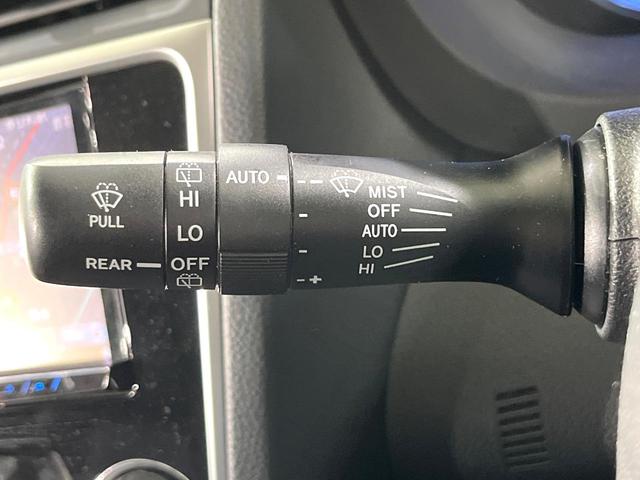 PULL
REAR
HI
LO
OFF
AUTO
- +
MIST
OFF
AUTO
LO
HI